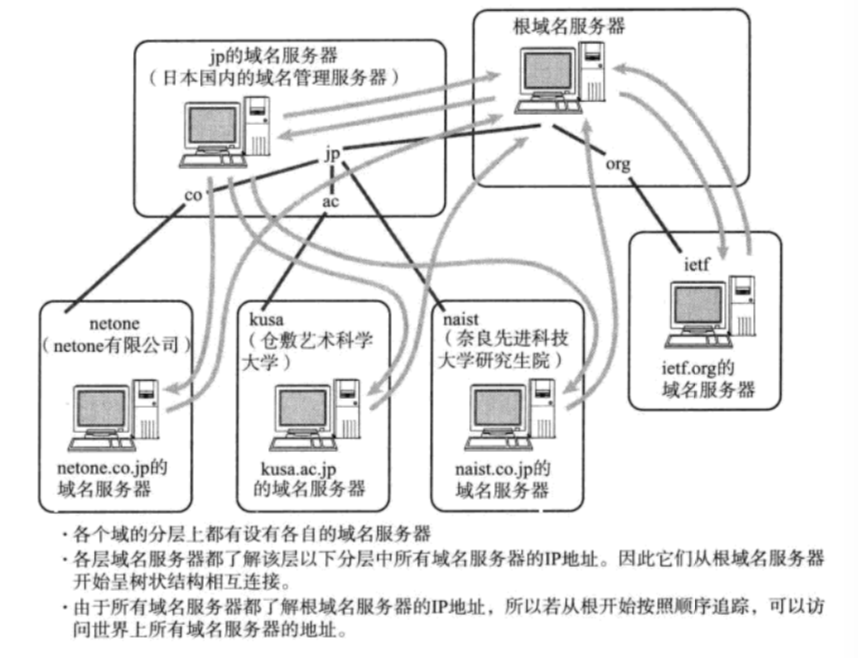 根域名服务器
jp的域名服务器
（日本国内的域名管理服务器）
jp
co
ac
org
ietf
ietf.org的
域名服务器
netone
（netone有限公司）
netone.co.jp的
域名服务器
kusa
（仓敷艺术科学
大学）
kusa.ac.jp
的域名服务器
naist
（奈良先进科技
大学研究生院）
naist.co.jp的
域名服务器
·各个域的分层上都有设有各自的域名服务器
·各层域名服务器都了解该层以下分层中所有域名服务器的IP地址。因此它们从根域名服务器
开始呈树状结构相互连接。
·由于所有域名服务器都了解根域名服务器的IP地址，所以若从根开始按照顺序追踪，可以访
问世界上所有域名服务器的地址。